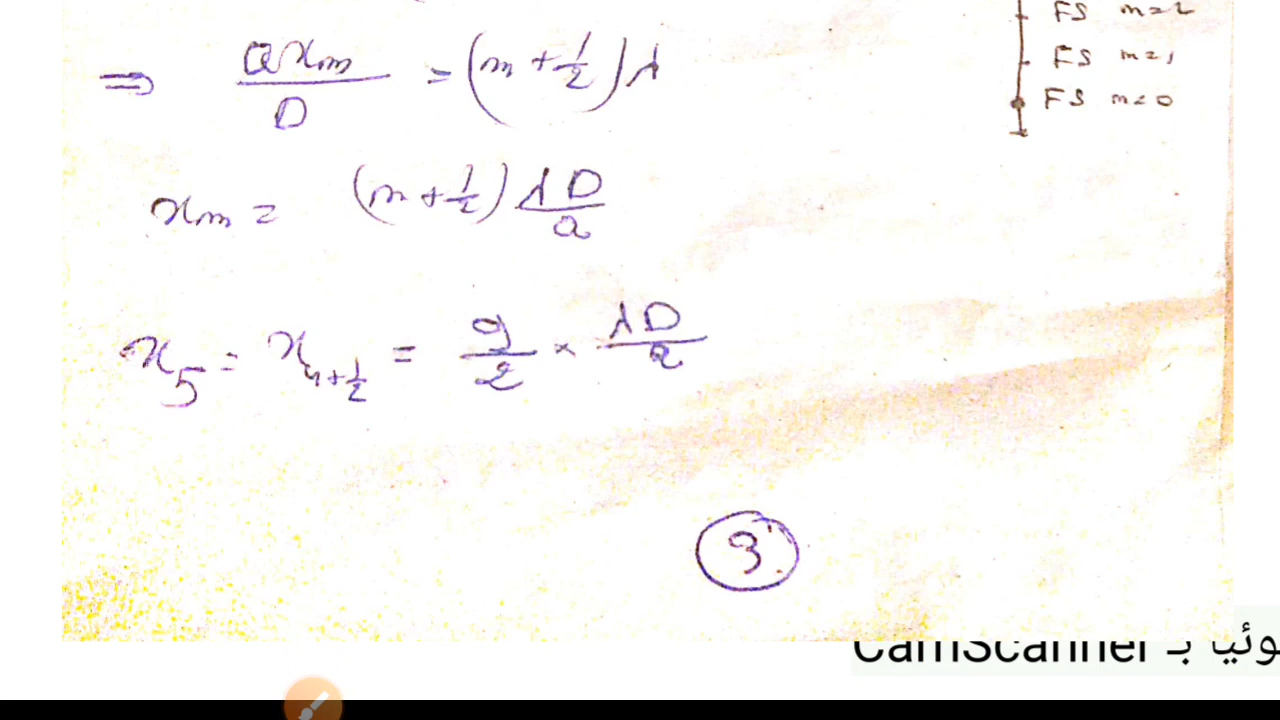 FS m=2
FS m=1
FS m=0
⇒ a x_m / D = (m + 1/2) λ
x_m = (m + 1/2) λD / a
x_5 = x_{4+1/2} = 9/2 × λD / a
3
CamScanner بـ